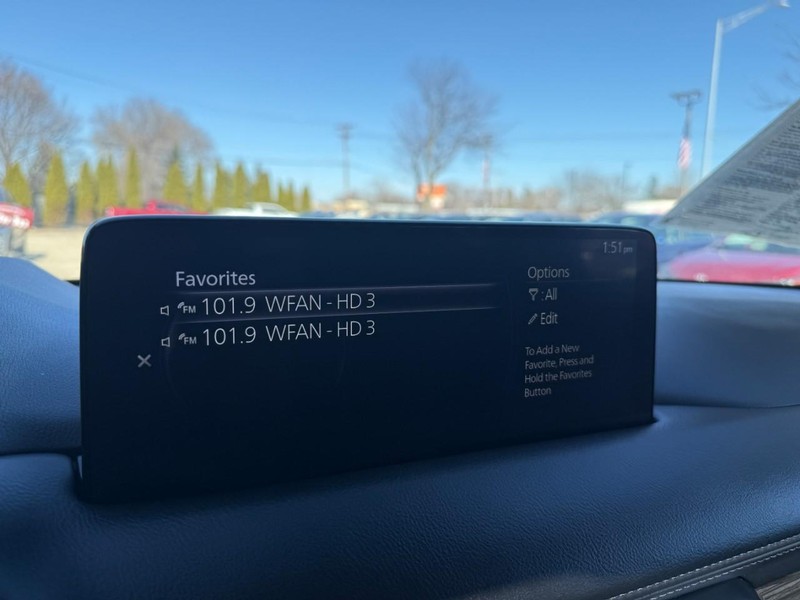 1:51 pm
Favorites
FM 101.9 WFAN - HD 3
FM 101.9 WFAN - HD 3
Options
: All
Edit
To Add a New
Favorite, Press and
Hold the Favorites
Button